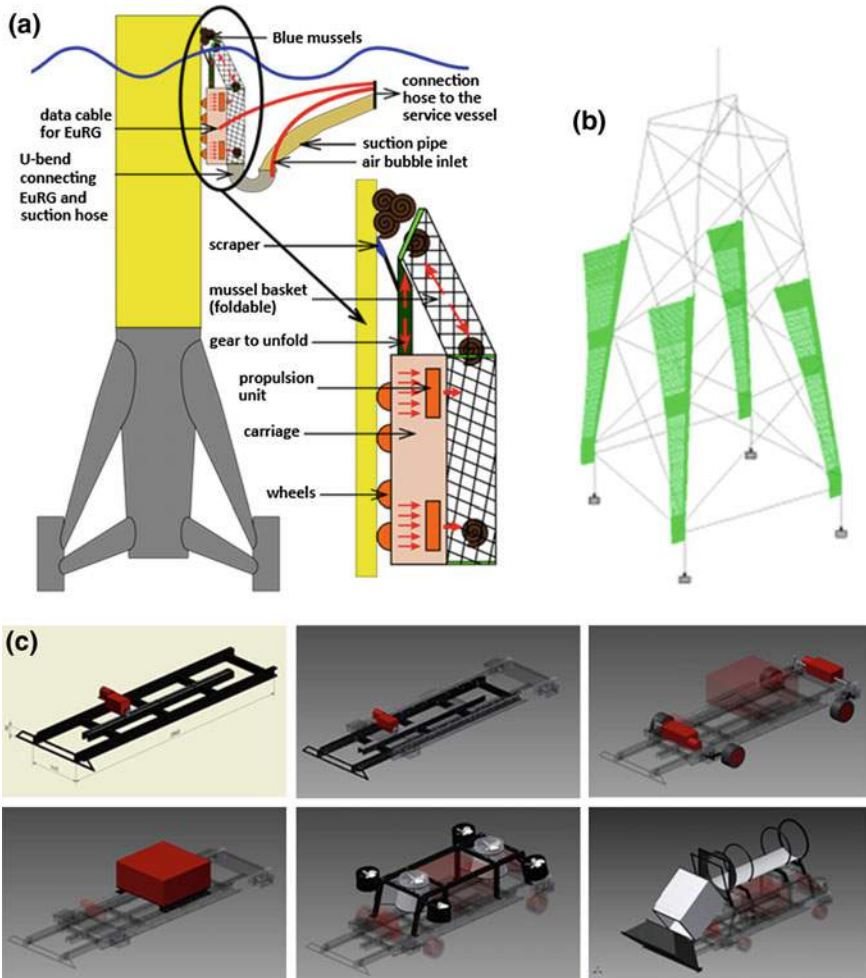 (a)
Blue mussels
data cable
for EuRG
connection
hose to the
service vessel
U-bend
connecting
EuRG and
suction hose
suction pipe
air bubble inlet
scraper
mussel basket
(foldable)
gear to unfold
propulsion
unit
carriage
wheels
(b)
(c)